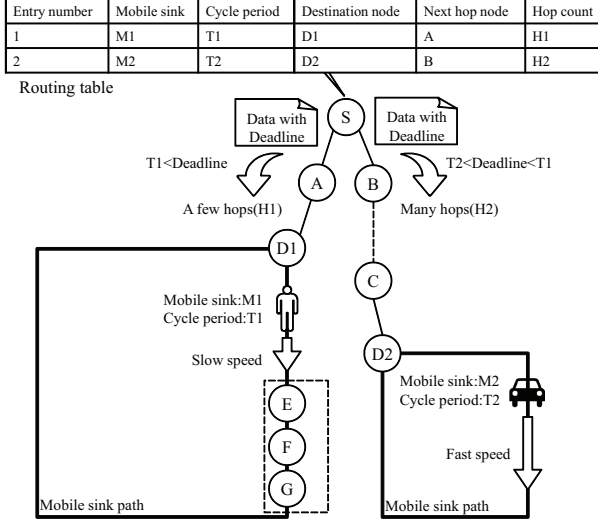 Entry number Mobile sink Cycle period Destination node Next hop node Hop count
1 M1 T1 D1 A H1
2 M2 T2 D2 B H2
Routing table
Data with
Deadline
S
Data with
Deadline
T1<Deadline
T2<Deadline<T1
A
B
A few hops(H1)
Many hops(H2)
D1
C
Mobile sink:M1
Cycle period:T1
Slow speed
D2
Mobile sink:M2
Cycle period:T2
E
F
Fast speed
G
Mobile sink path
Mobile sink path